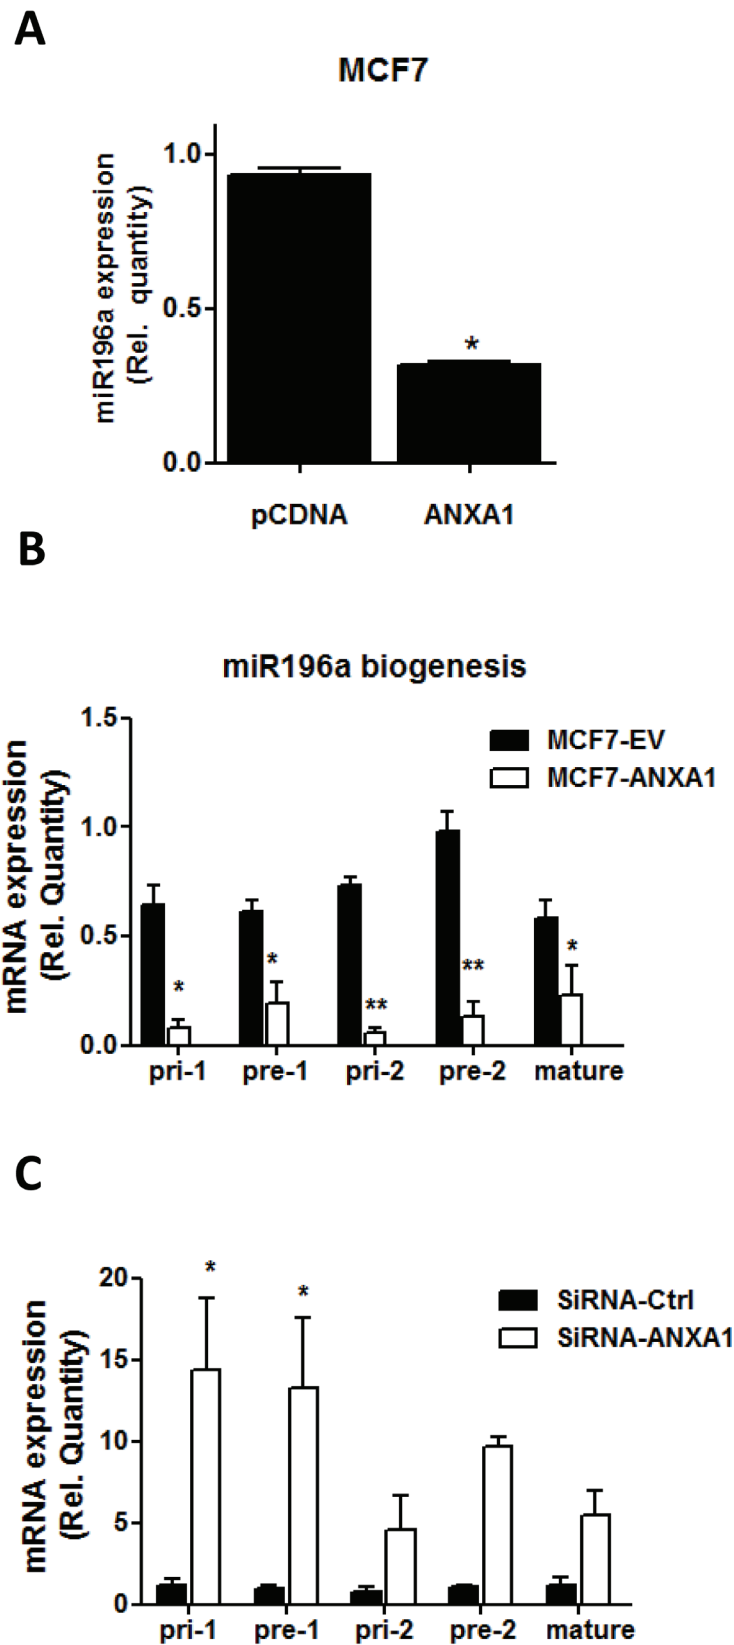 A
MCF7
miR196a expression
(Rel. quantity)
1.0
0.5
0.0
*
pCDNA
ANXA1
B
miR196a biogenesis
mRNA expression
(Rel. Quantity)
1.5
1.0
0.5
0.0
MCF7-EV
MCF7-ANXA1
* * ** ** *
pri-1 pre-1 pri-2 pre-2 mature
C
mRNA expression
(Rel. Quantity)
20
15
10
5
0
* *
SiRNA-Ctrl
SiRNA-ANXA1
pri-1 pre-1 pri-2 pre-2 mature